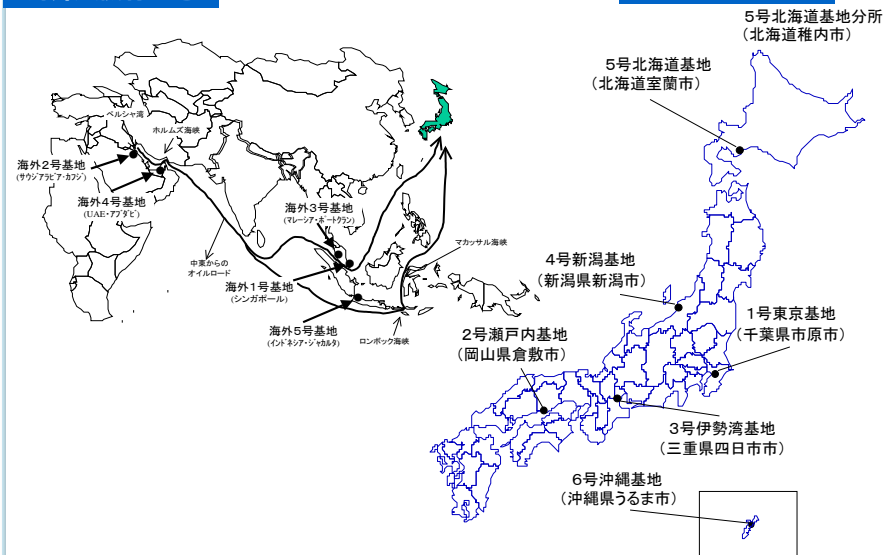 ペルシャ湾
ホルムズ海峡
海外2号基地
(サウジアラビア・カフジ)
海外4号基地
(UAE・アブダビ)
海外3号基地
(マレーシア・ポートクラン)
中東からの
オイルロード
海外1号基地
(シンガポール)
マカッサル海峡
海外5号基地
(インドネシア・ジャカルタ)
ロンボック海峡
5号北海道基地分所
(北海道稚内市)
5号北海道基地
(北海道室蘭市)
4号新潟基地
(新潟県新潟市)
1号東京基地
(千葉県市原市)
2号瀬戸内基地
(岡山県倉敷市)
3号伊勢湾基地
(三重県四日市市)
6号沖縄基地
(沖縄県うるま市)